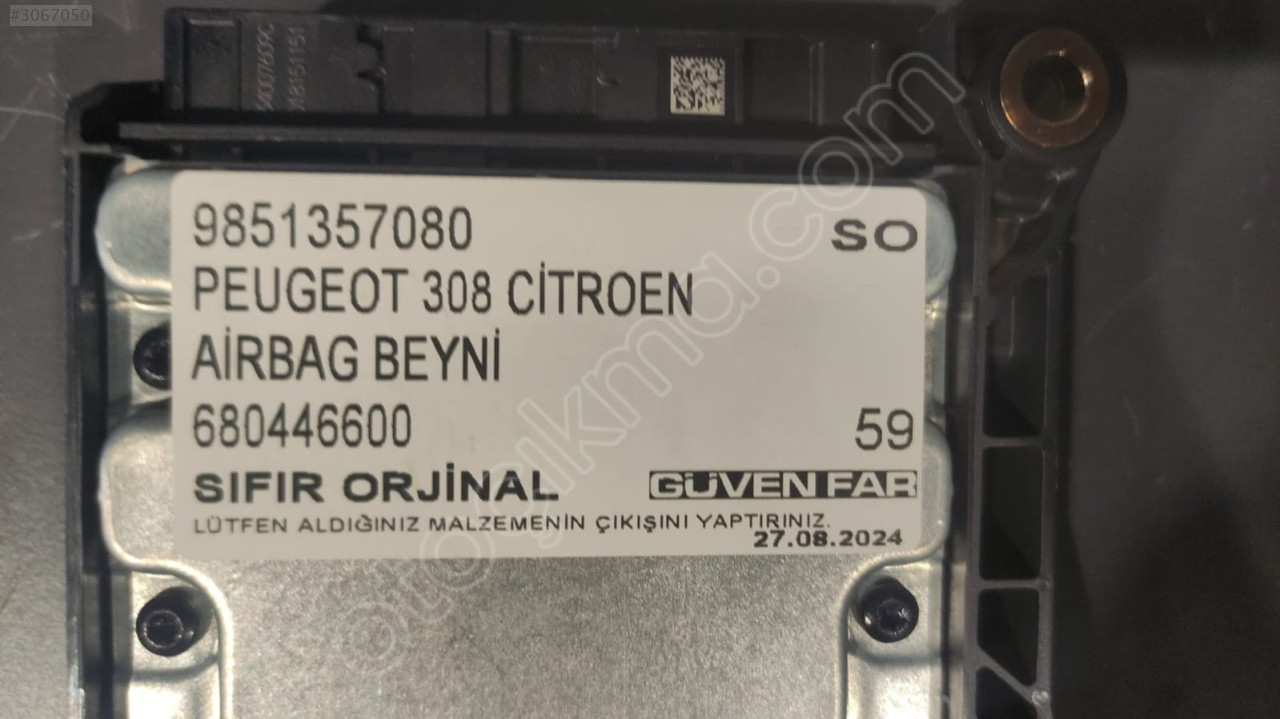 #3067050
9851357080 SO
PEUGEOT 308 CİTROEN
AİRBAG BEYNİ
680446600 59
SIFIR ORJİNAL GÜVEN FAR
LÜTFEN ALDIĞINIZ MALZEMENİN ÇIKIŞINI YAPTIRINIZ.
27.08.2024
otocikma.com